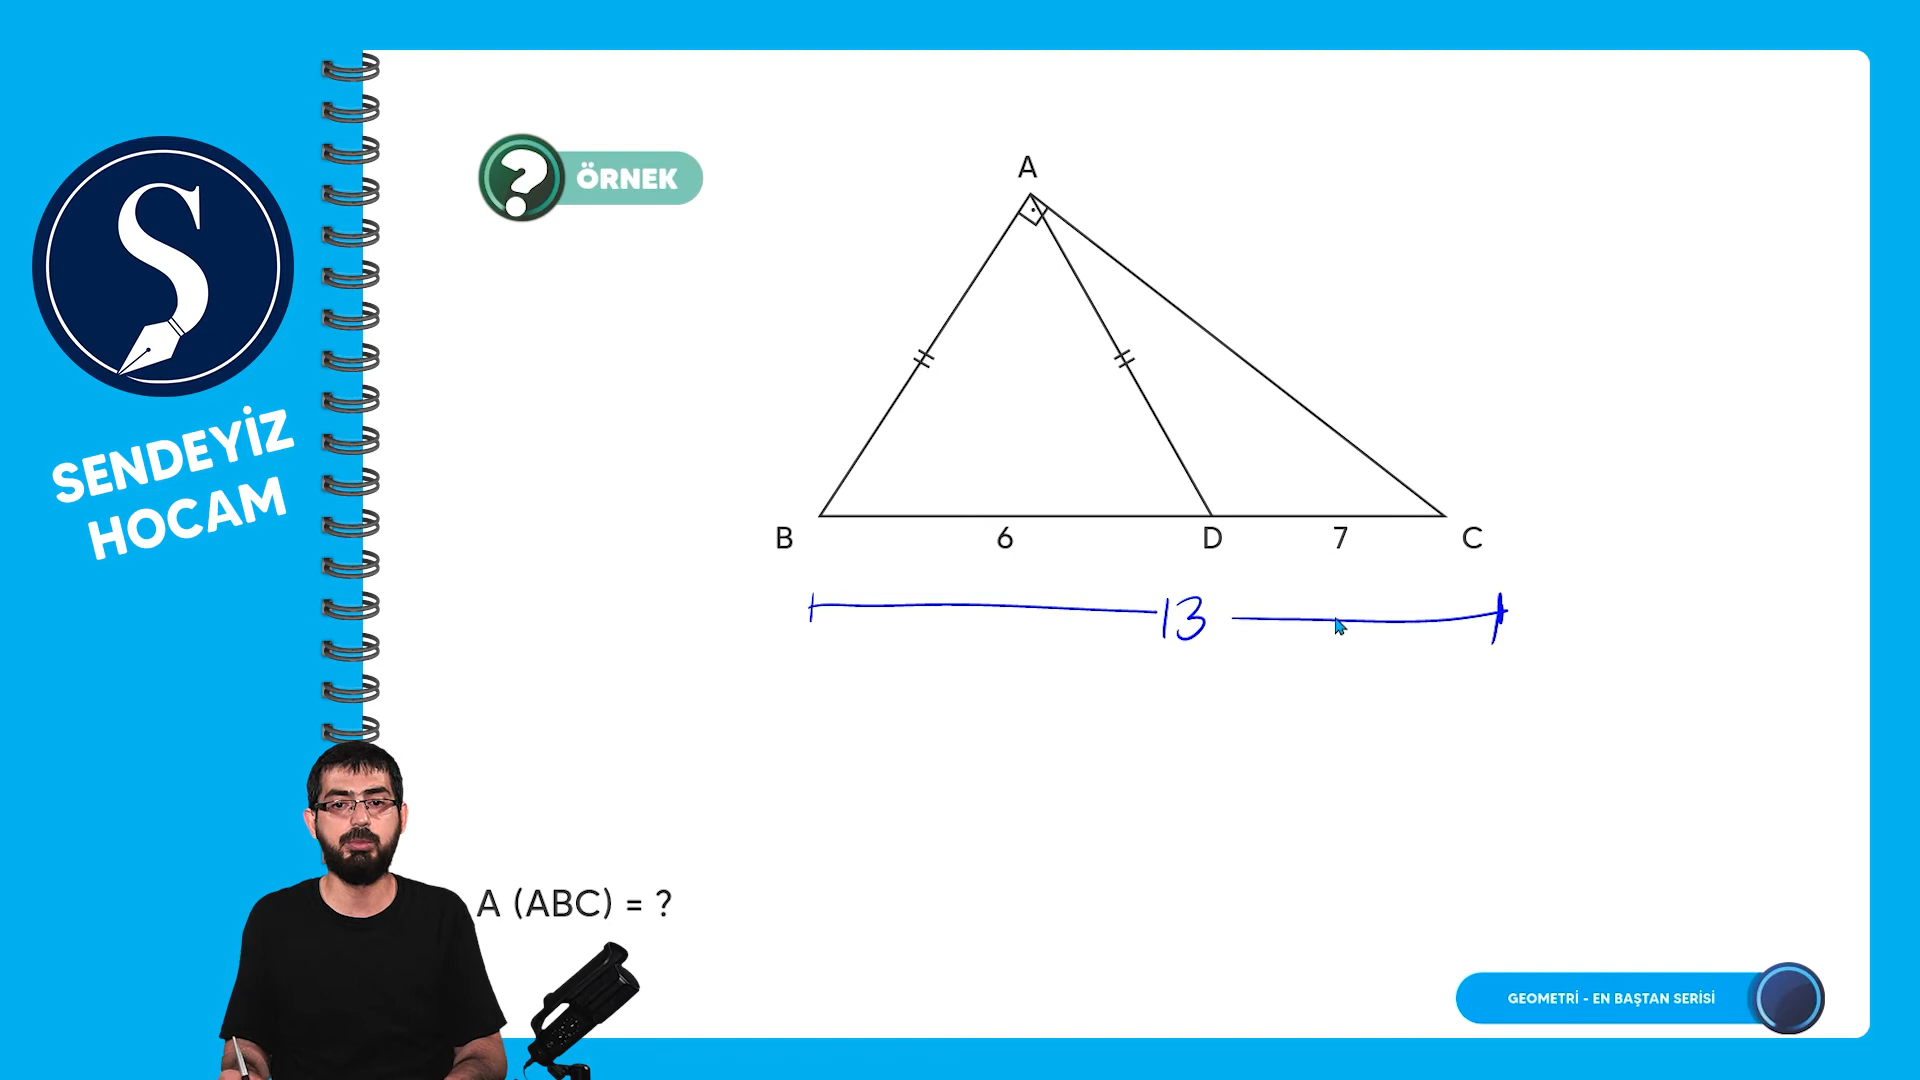 S
SENDEYİZ
HOCAM
?
ÖRNEK
A
B
6
D
7
C
13
A (ABC) = ?
GEOMETRİ - EN BAŞTAN SERİSİ